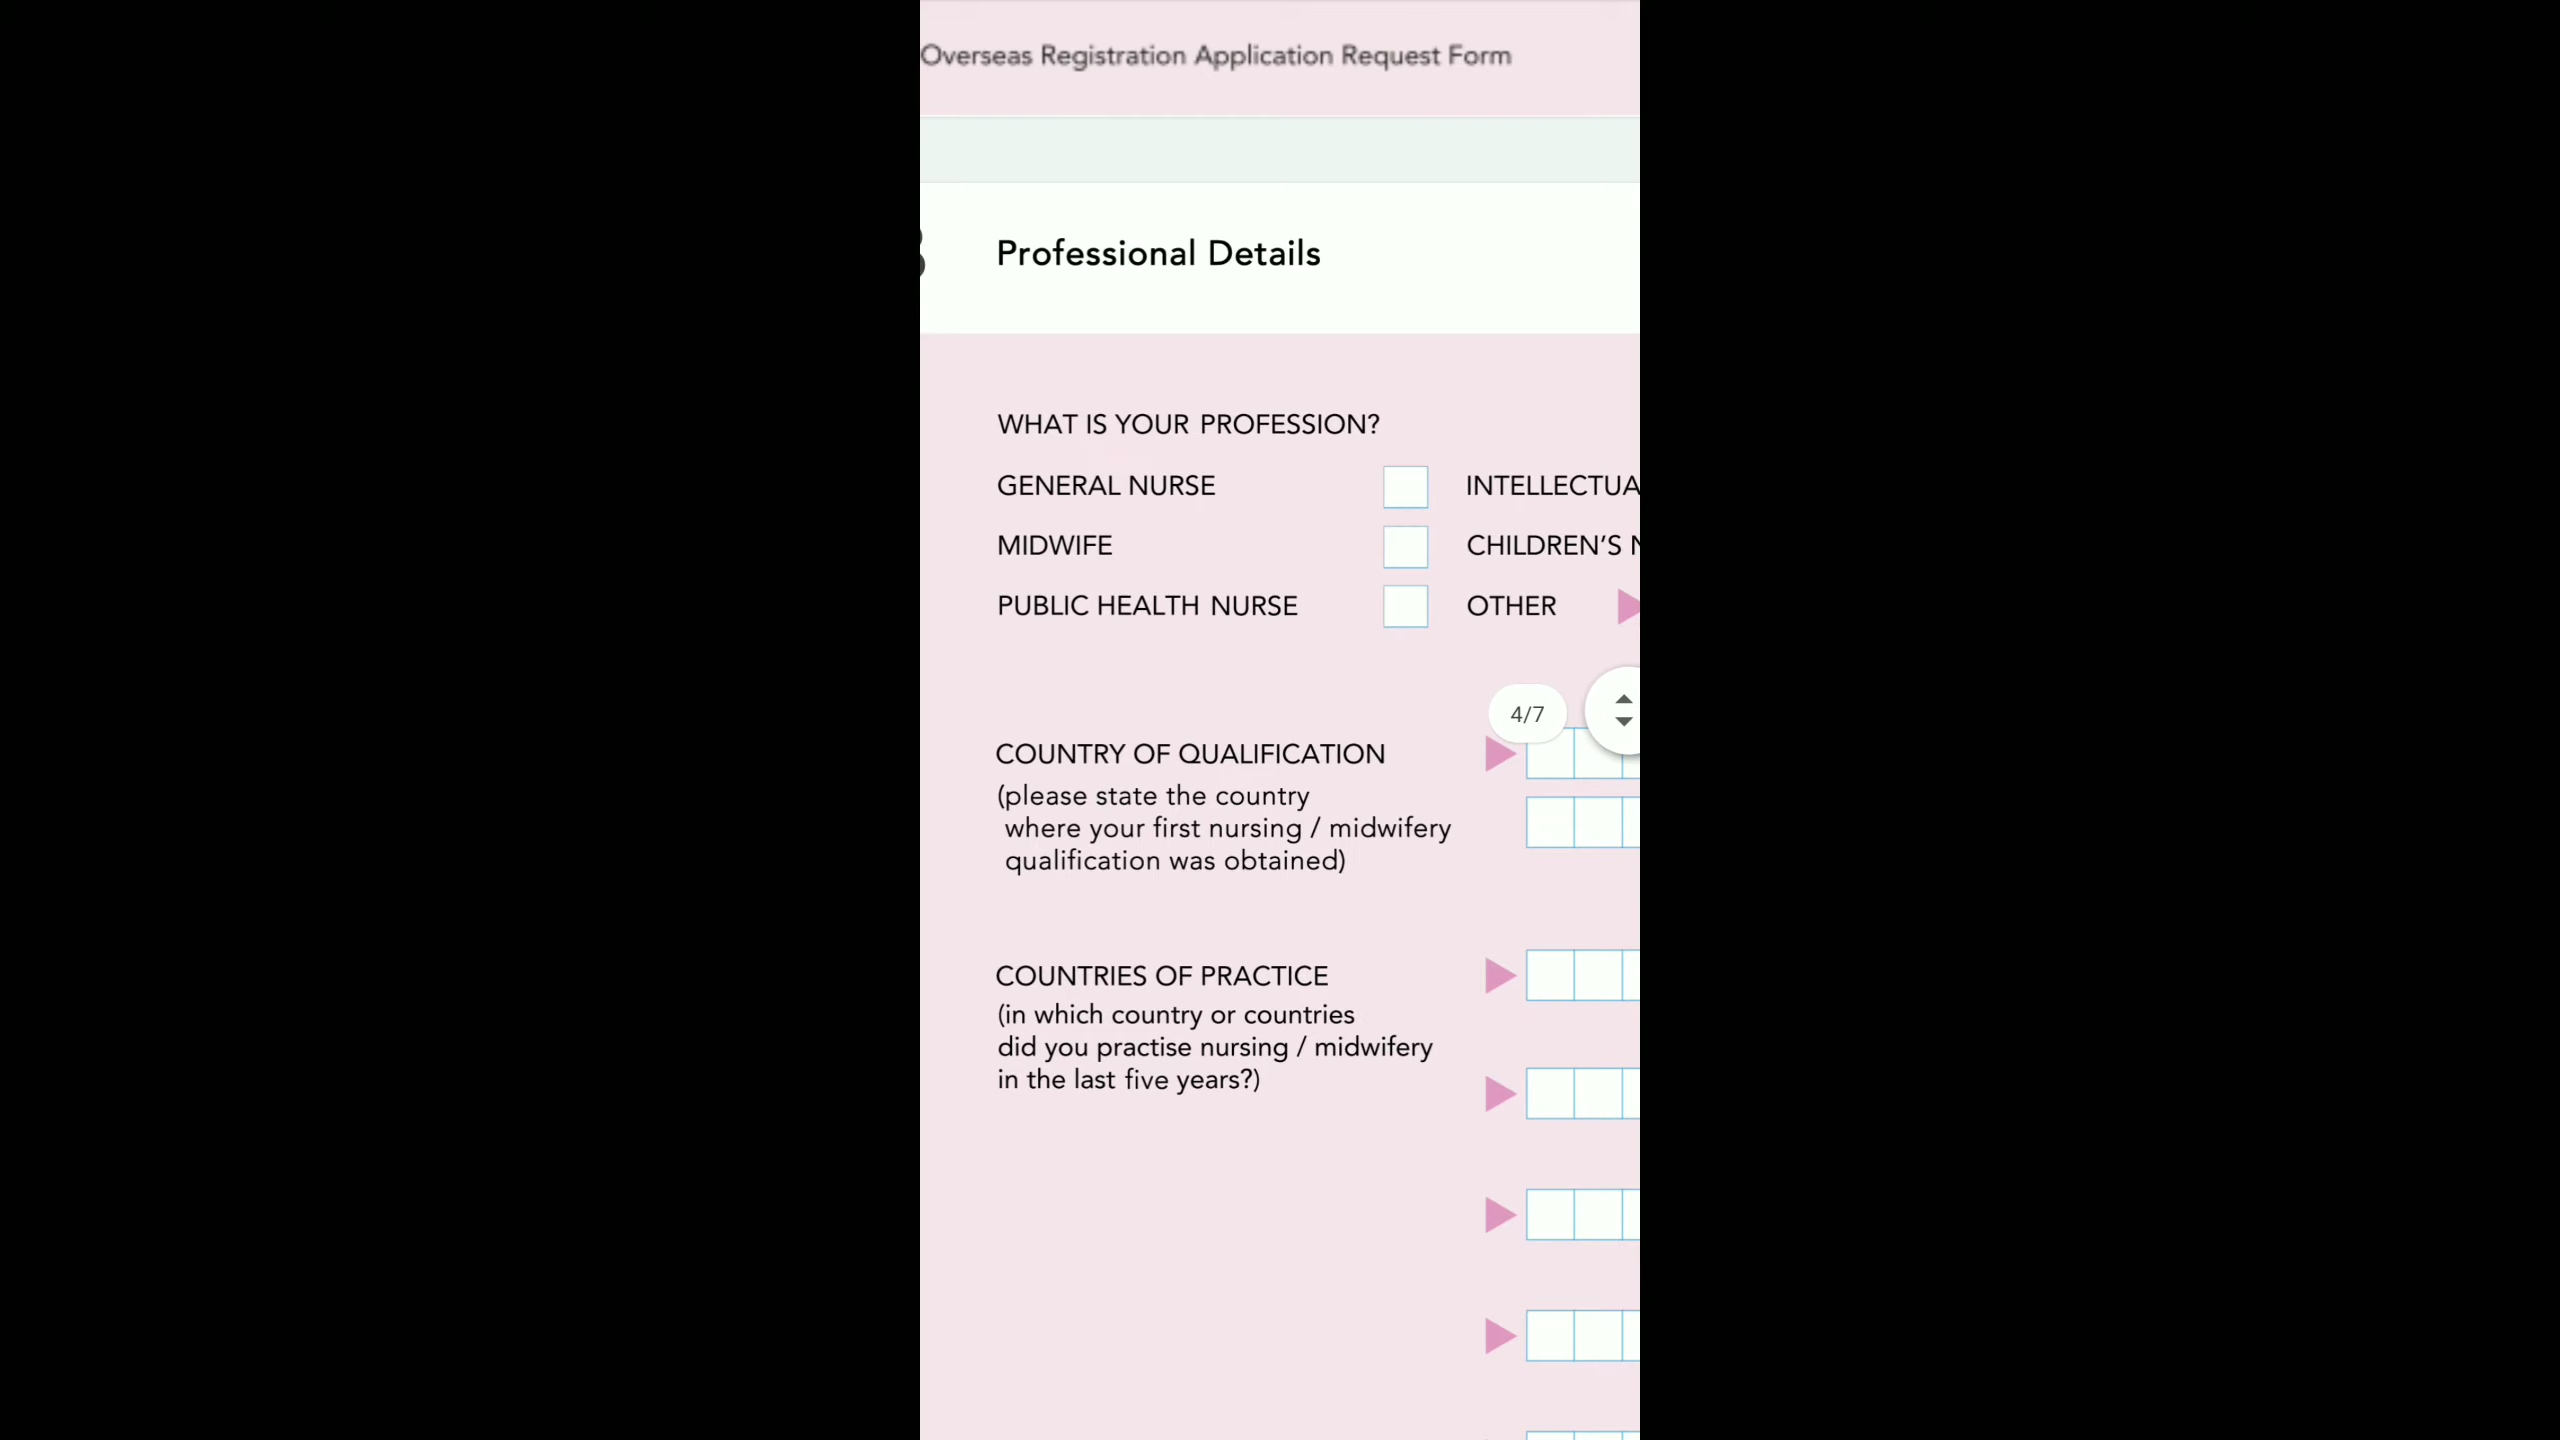 Overseas Registration Application Request Form
Professional Details
WHAT IS YOUR PROFESSION?
GENERAL NURSE
INTELLECTUA
MIDWIFE
CHILDREN’S
PUBLIC HEALTH NURSE
OTHER
4/7
COUNTRY OF QUALIFICATION
(please state the country
where your first nursing / midwifery
qualification was obtained)
COUNTRIES OF PRACTICE
(in which country or countries
did you practise nursing / midwifery
in the last five years?)